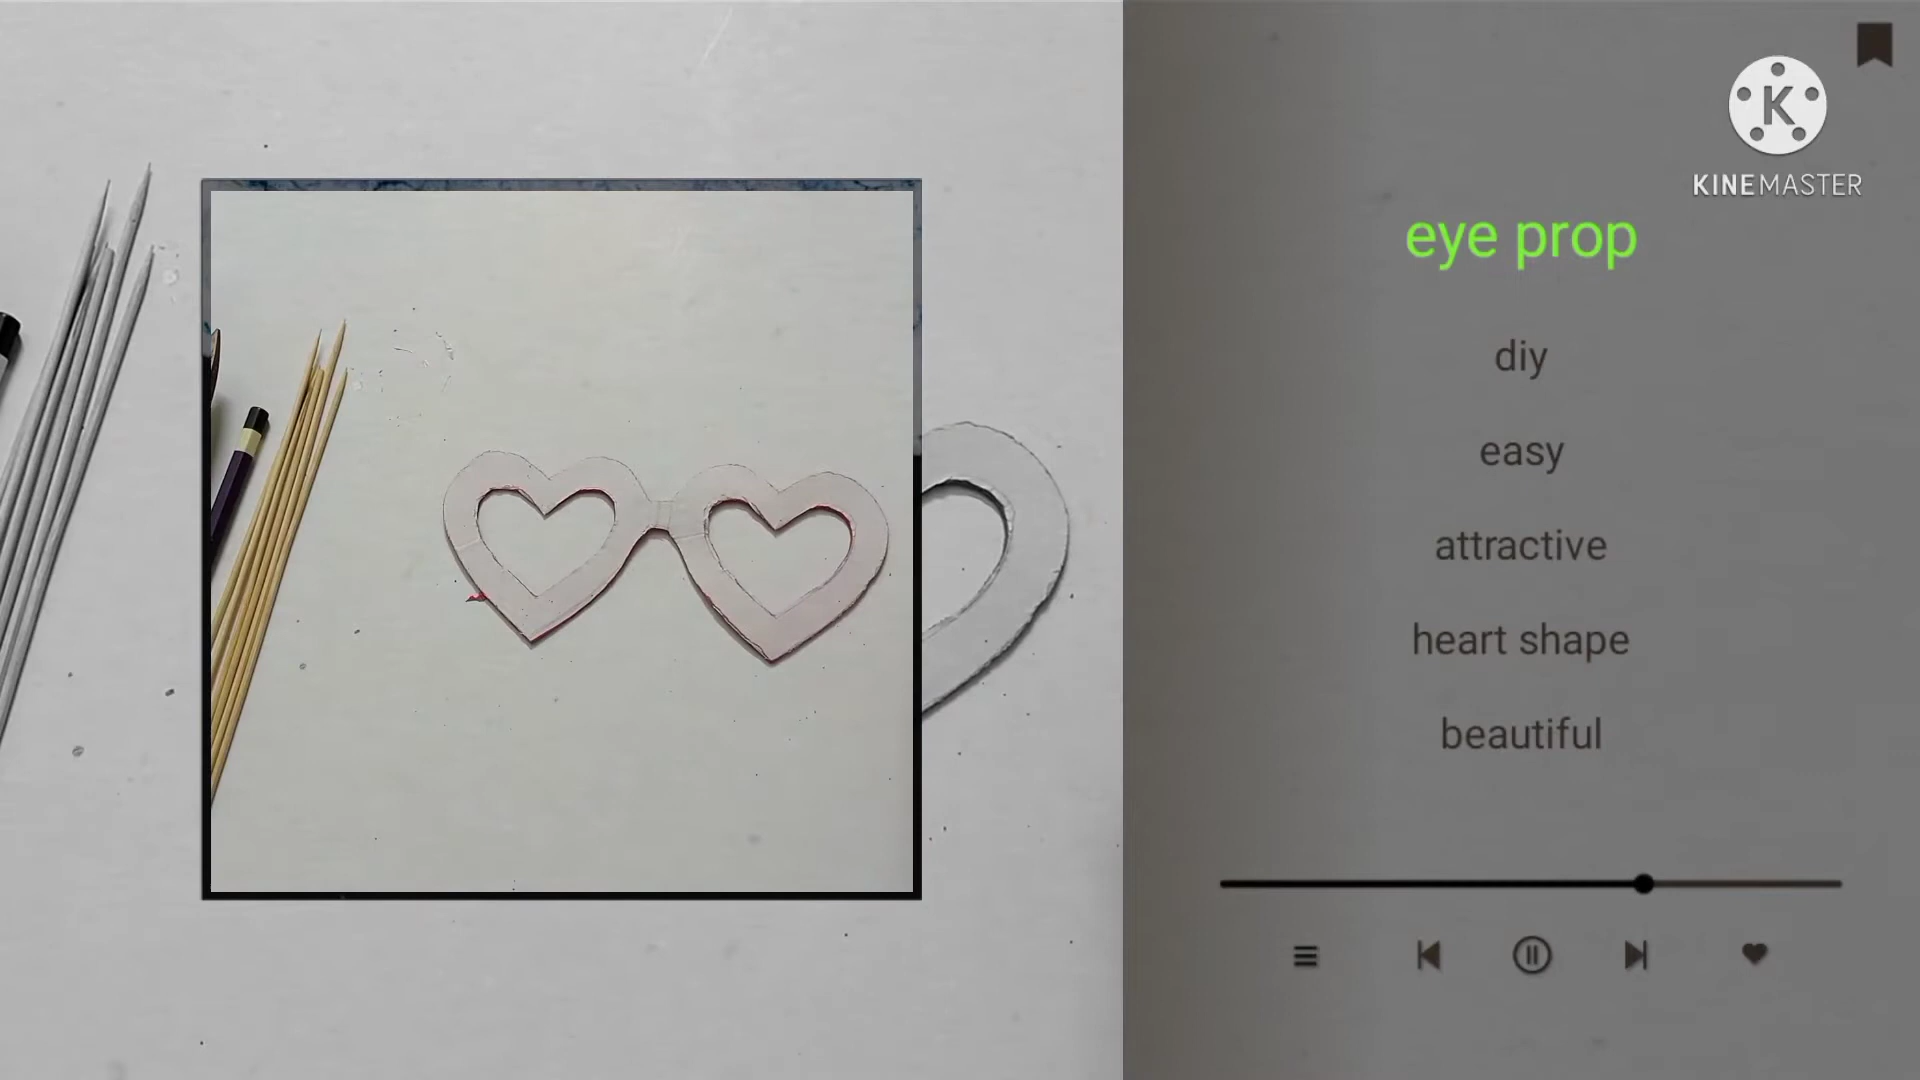 K
KINEMASTER
eye prop
diy
easy
attractive
heart shape
beautiful